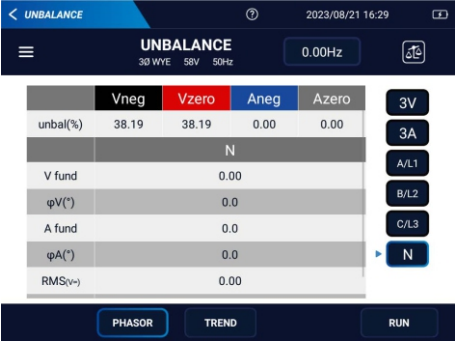 UNBALANCE ? 2023/08/21 16:29
UNBALANCE 0.00Hz
3Ø WYE 58V 50Hz
Vneg Vzero Aneg Azero
unbal(%) 38.19 38.19 0.00 0.00
N
V fund 0.00
φV(°) 0.0
A fund 0.0
φA(°) 0.0
RMS(V~) 0.00
3V
3A
A/L1
B/L2
C/L3
N
PHASOR TREND RUN